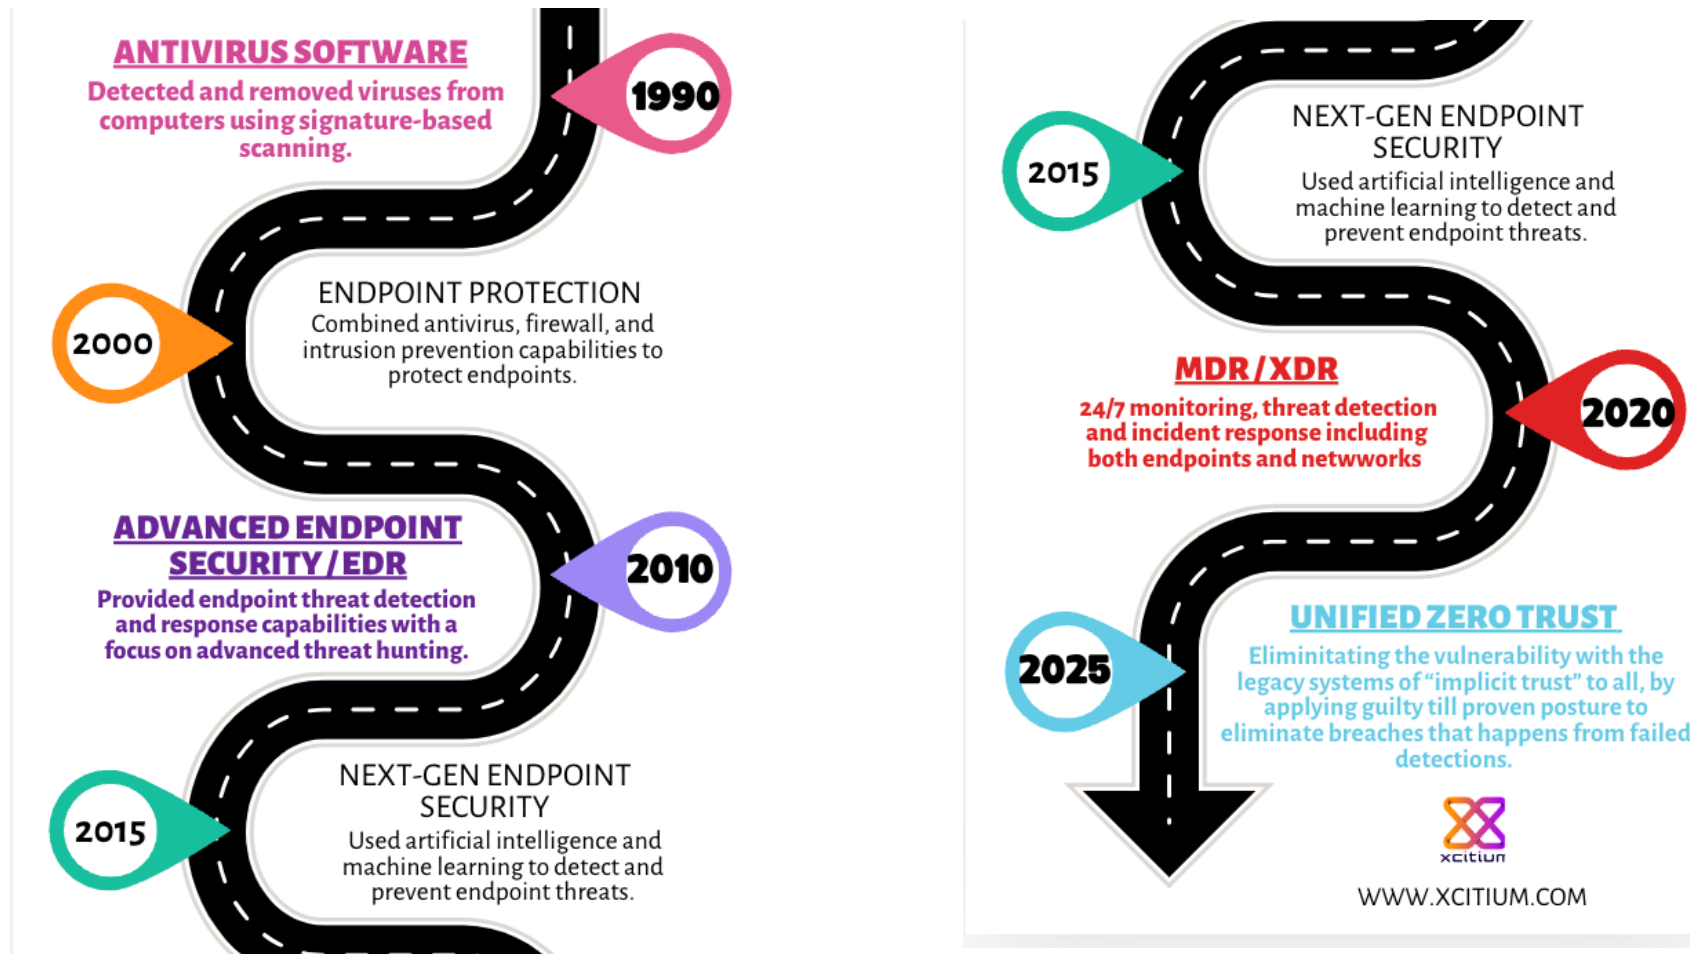 ANTIVIRUS SOFTWARE
Detected and removed viruses from
computers using signature-based
scanning.
1990
ENDPOINT PROTECTION
Combined antivirus, firewall, and
intrusion prevention capabilities to
protect endpoints.
2000
ADVANCED ENDPOINT
SECURITY / EDR
Provided endpoint threat detection
and response capabilities with a
focus on advanced threat hunting.
2010
NEXT-GEN ENDPOINT
SECURITY
Used artificial intelligence and
machine learning to detect and
prevent endpoint threats.
2015
NEXT-GEN ENDPOINT
SECURITY
Used artificial intelligence and
machine learning to detect and
prevent endpoint threats.
2015
MDR / XDR
24/7 monitoring, threat detection
and incident response including
both endpoints and netwworks
2020
UNIFIED ZERO TRUST
Eliminitating the vulnerability with the
legacy systems of “implicit trust” to all, by
applying guilty till proven posture to
eliminate breaches that happens from failed
detections.
2025
xcitium
WWW.XCITIUM.COM